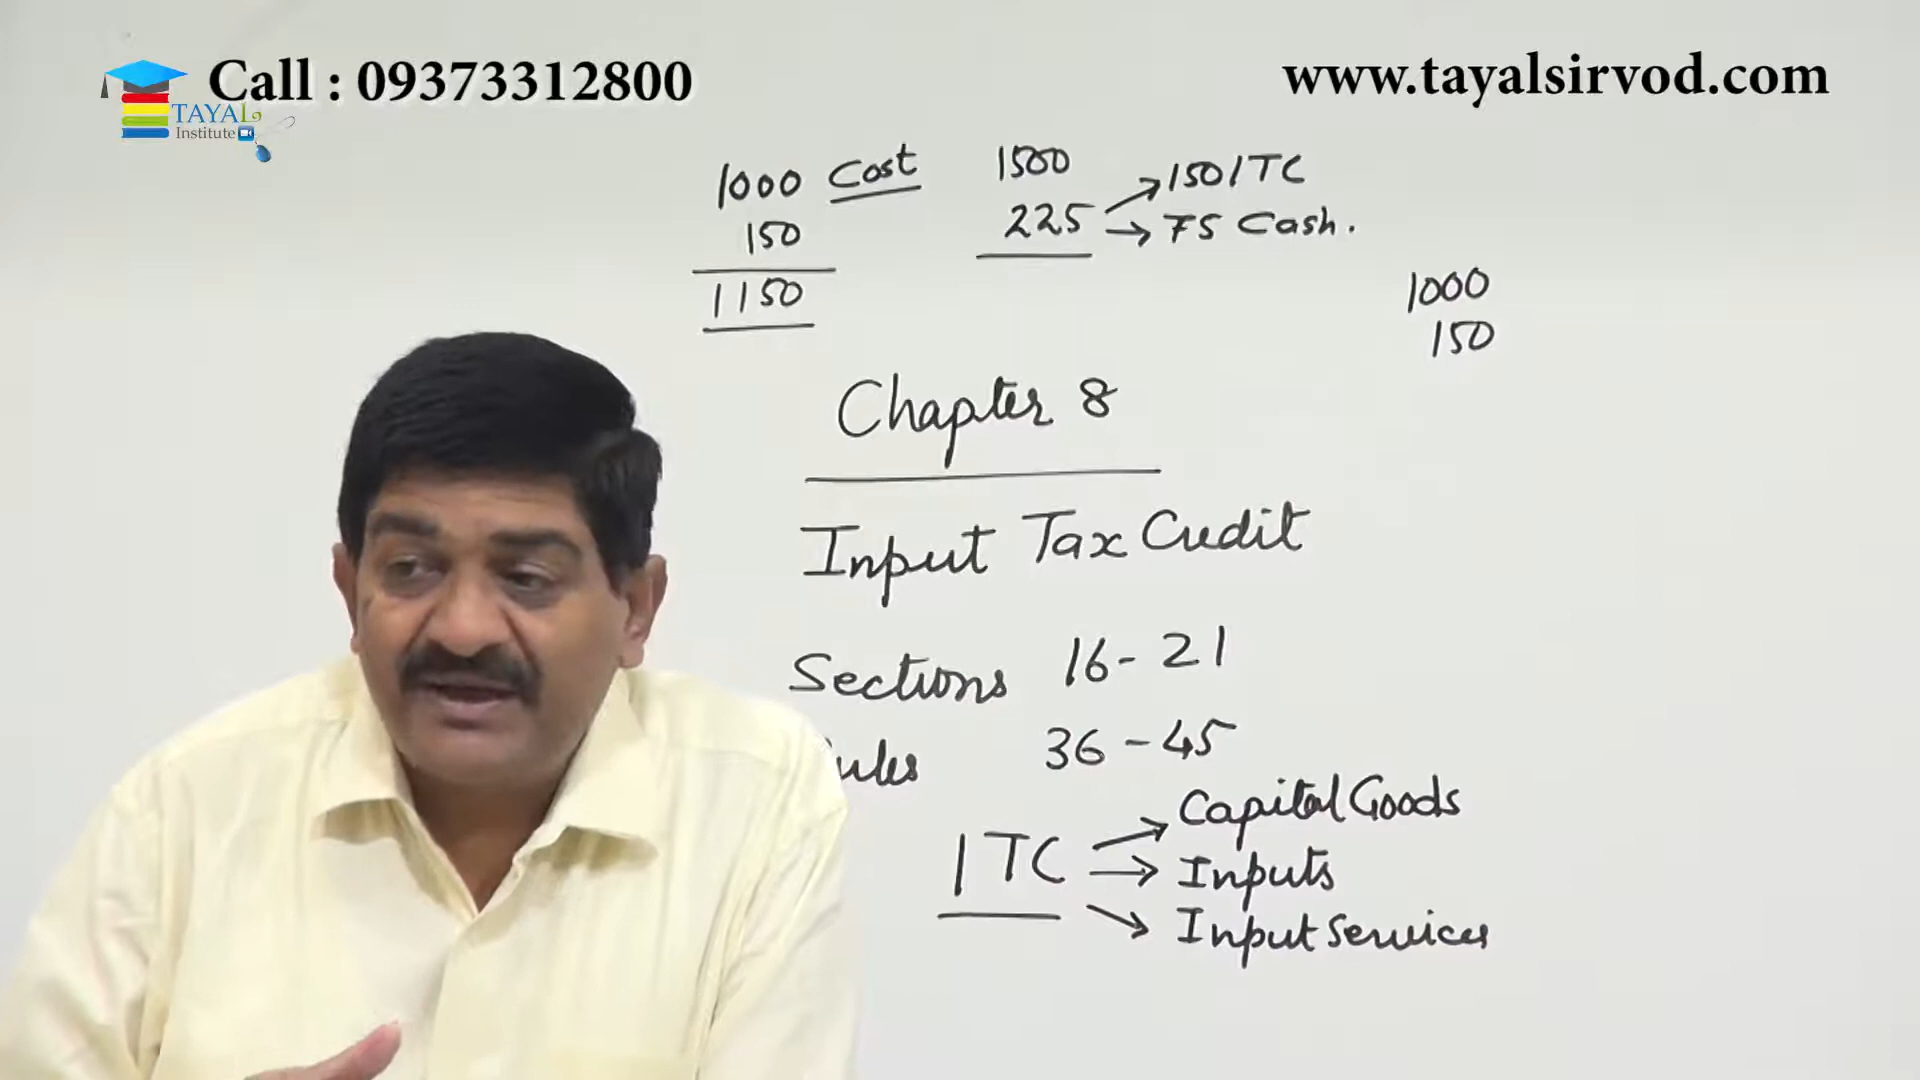 Call : 09373312800
www.tayalsirvod.com
TAYAL
Institute
1000 Cost
150
1150
1500
225 → 150 ITC
→ 75 Cash.
1000
150
Chapter 8
Input Tax Credit
Sections 16-21
36-45
ITC → Capital Goods
→ Inputs
→ Input Services